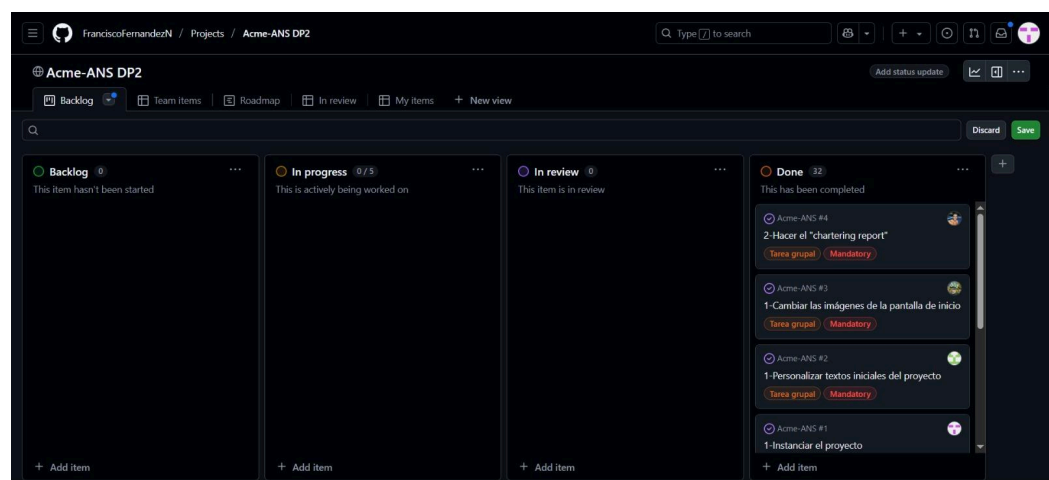 FranciscoFernandezN / Projects / Acme-ANS DP2
Type / to search
Acme-ANS DP2
Add status update
Backlog
Team items
Roadmap
In review
My items
+ New view
Discard
Save
Backlog 0
This item hasn't been started
+ Add item
In progress 0 / 5
This is actively being worked on
+ Add item
In review 0
This item is in review
+ Add item
Done 32
This has been completed
Acme-ANS #4
2-Hacer el "chartering report"
Tarea grupal Mandatory
Acme-ANS #3
1-Cambiar las imágenes de la pantalla de inicio
Tarea grupal Mandatory
Acme-ANS #2
1-Personalizar textos iniciales del proyecto
Tarea grupal Mandatory
Acme-ANS #1
1-Instanciar el proyecto
+ Add item